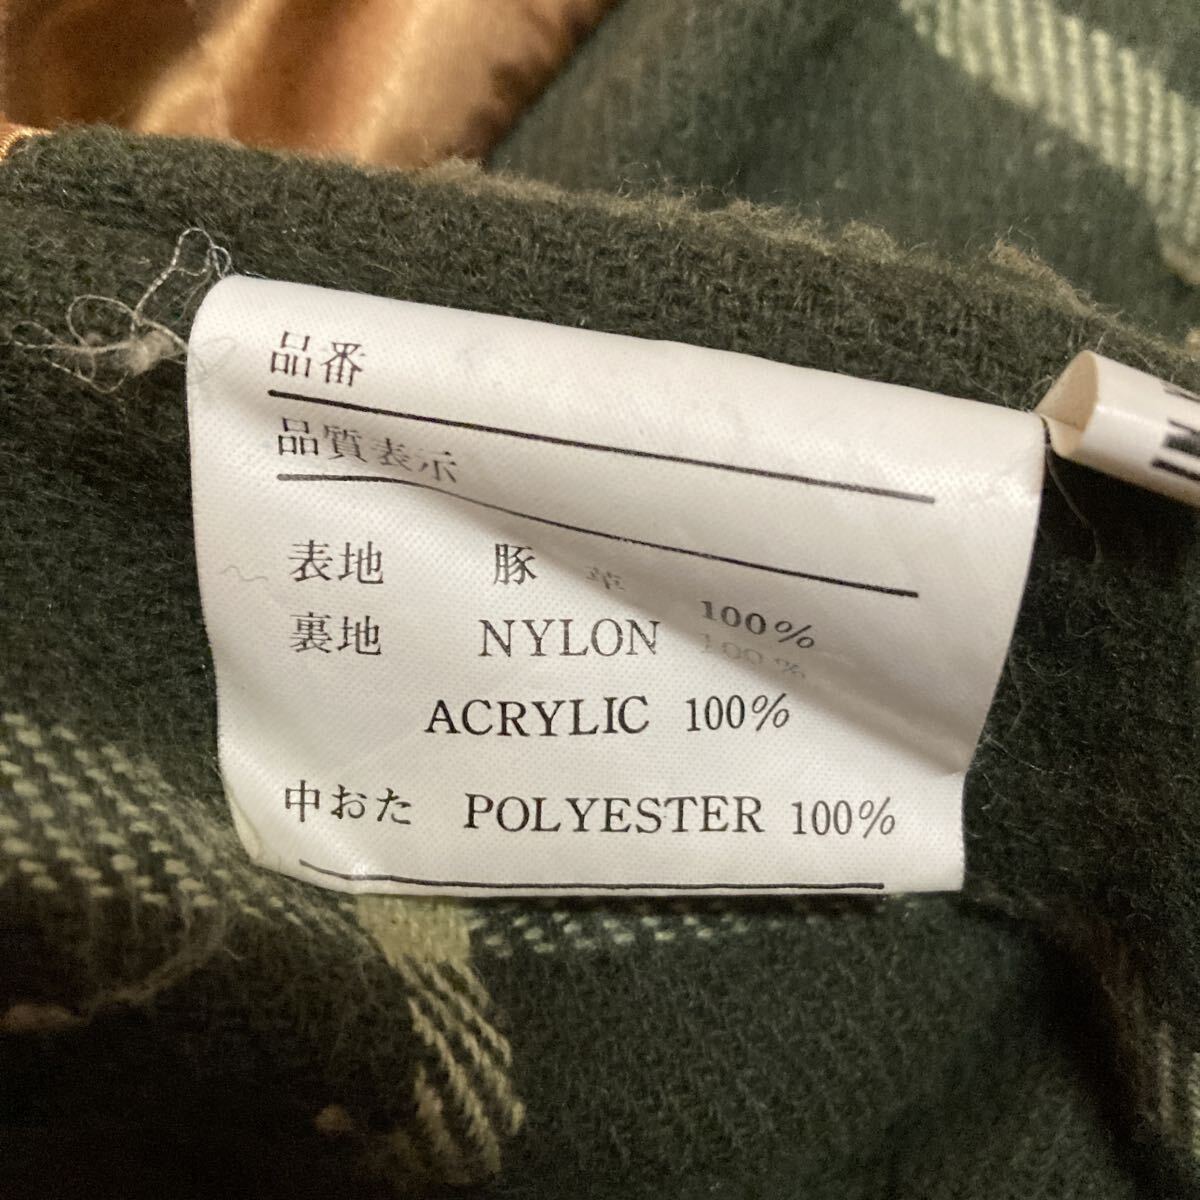 品番
品質表示
表地 豚 革 100%
裏地 NYLON 100%
ACRYLIC 100%
中おた POLYESTER 100%